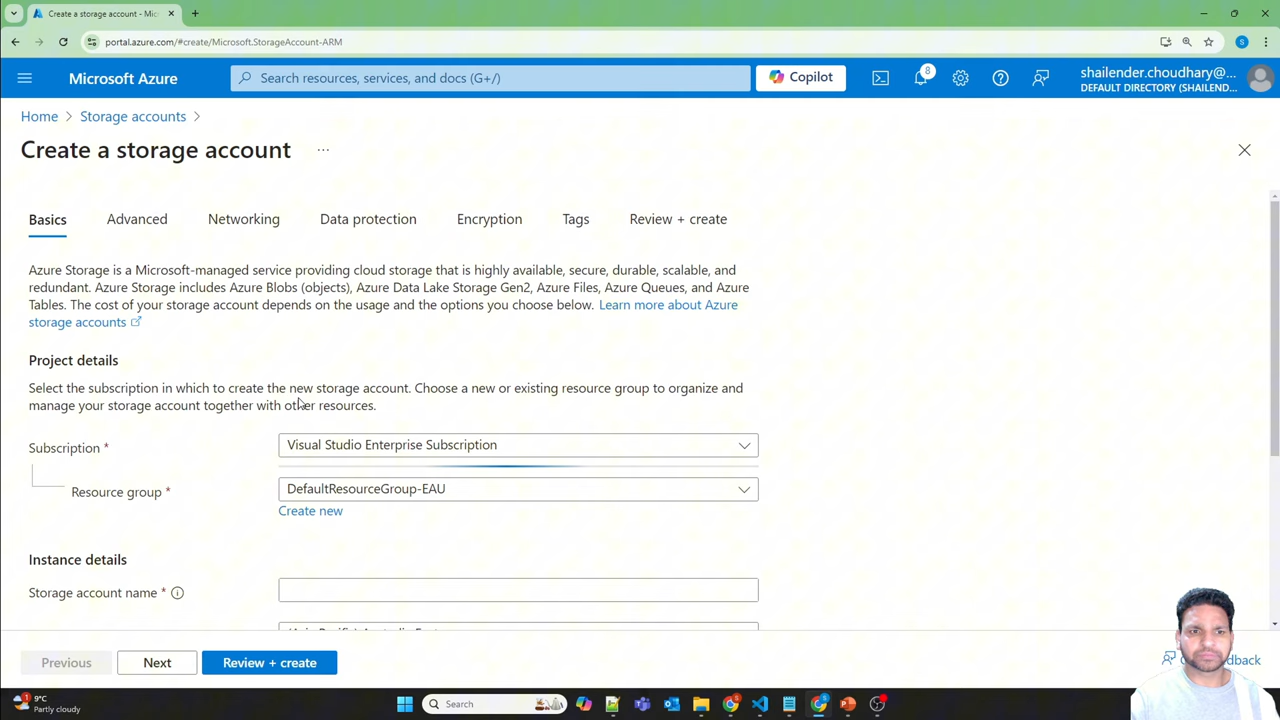 Create a storage account - Mic
portal.azure.com/#create/Microsoft.StorageAccount-ARM
S
Microsoft Azure
Search resources, services, and docs (G+/)
Copilot
8
shailender.choudhary@...
DEFAULT DIRECTORY (SHAILEND...
Home > Storage accounts >
Create a storage account
...
Basics
Advanced
Networking
Data protection
Encryption
Tags
Review + create
Azure Storage is a Microsoft-managed service providing cloud storage that is highly available, secure, durable, scalable, and
redundant. Azure Storage includes Azure Blobs (objects), Azure Data Lake Storage Gen2, Azure Files, Azure Queues, and Azure
Tables. The cost of your storage account depends on the usage and the options you choose below. Learn more about Azure
storage accounts
Project details
Select the subscription in which to create the new storage account. Choose a new or existing resource group to organize and
manage your storage account together with other resources.
Subscription *
Visual Studio Enterprise Subscription
Resource group *
DefaultResourceGroup-EAU
Create new
Instance details
Storage account name *
Previous
Next
Review + create
1
9°C
Partly cloudy
Search